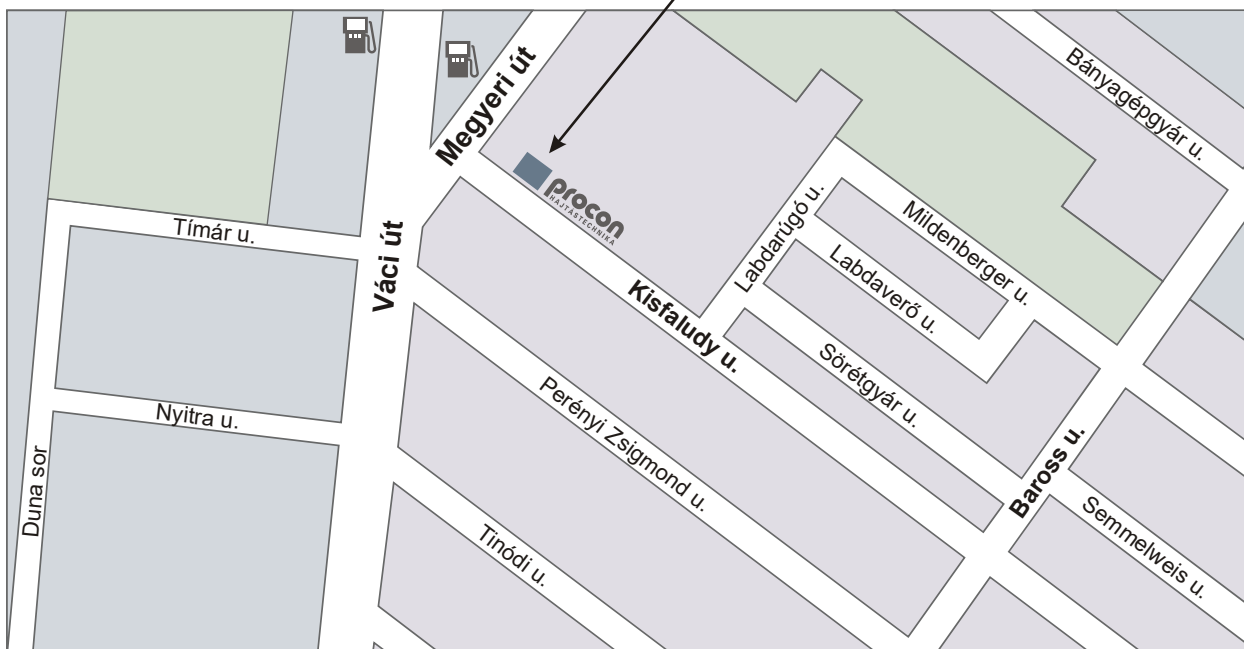 Megyeri út
Bányagépgyár u.
procon
HAJTÁSTECHNIKA
Tímár u.
Váci út
Labdarúgó u.
Mildenberger u.
Labdaverő u.
Kisfaludy u.
Sörétgyár u.
Nyitra u.
Perényi Zsigmond u.
Duna sor
Baross u.
Tinódi u.
Semmelweis u.